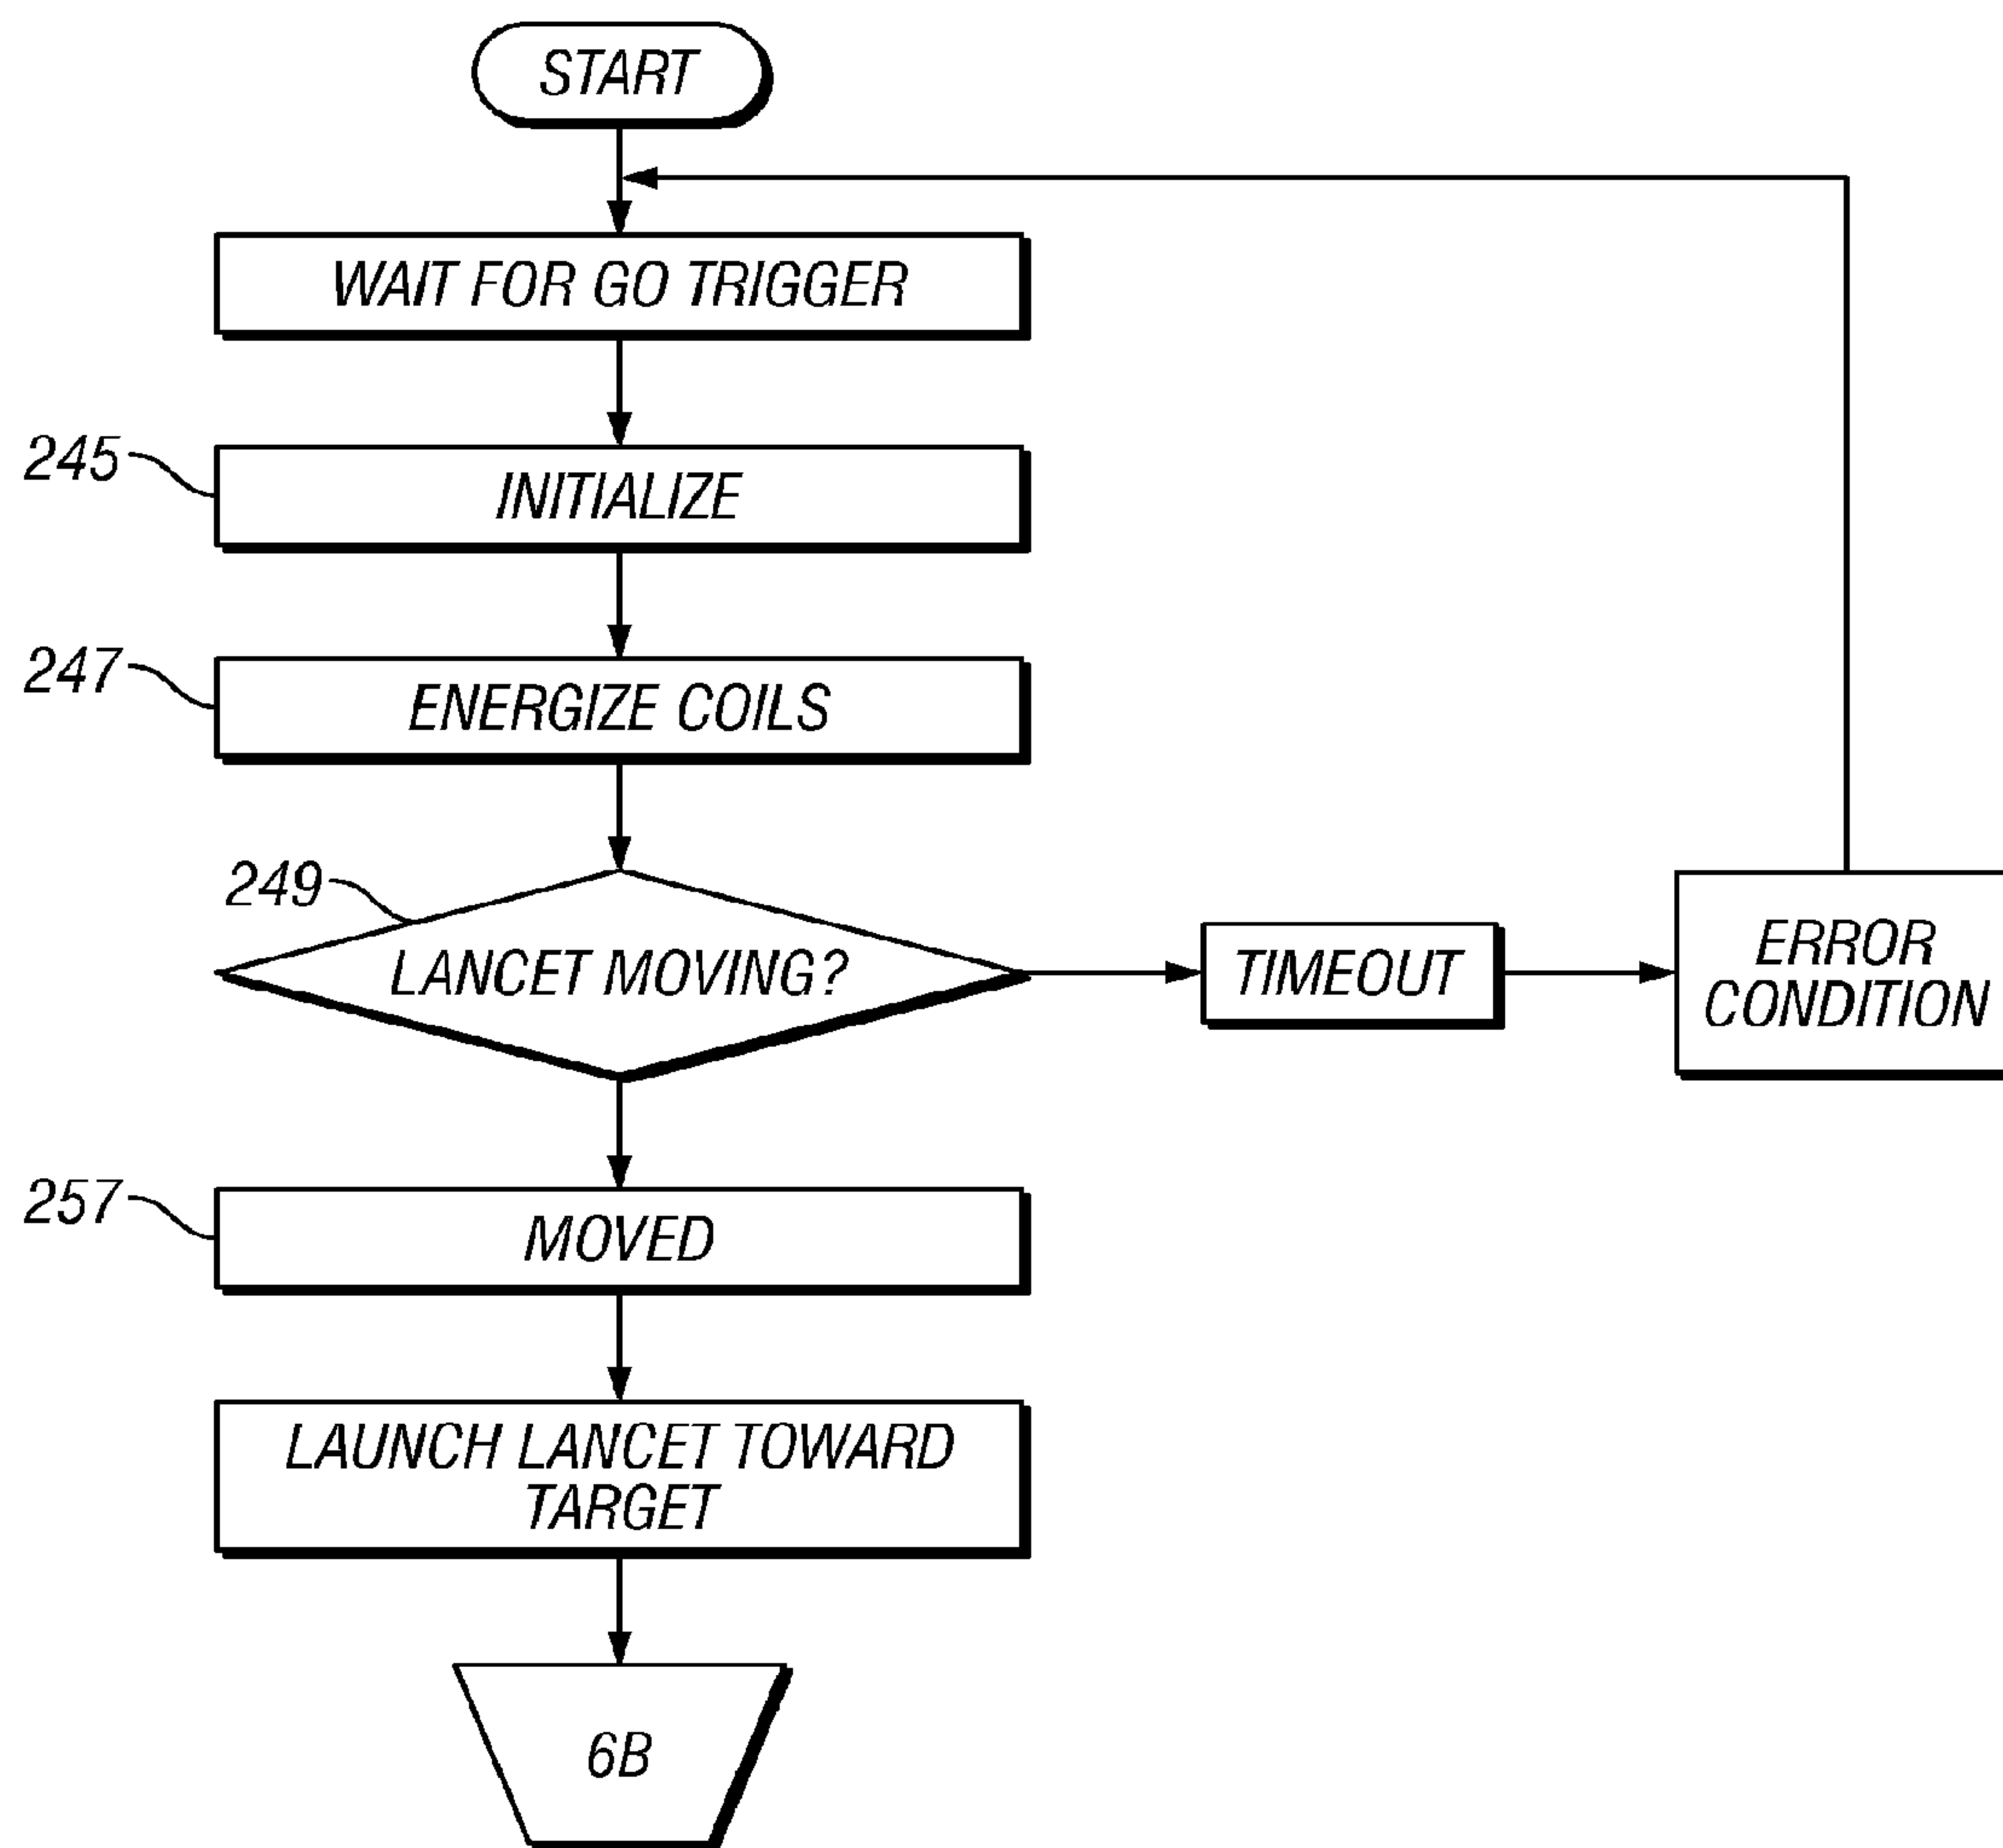 START
WAIT FOR GO TRIGGER
245
INITIALIZE
247
ENERGIZE COILS
249
LANCET MOVING?
TIMEOUT
ERROR
CONDITION
257
MOVED
LAUNCH LANCET TOWARD
TARGET
6B